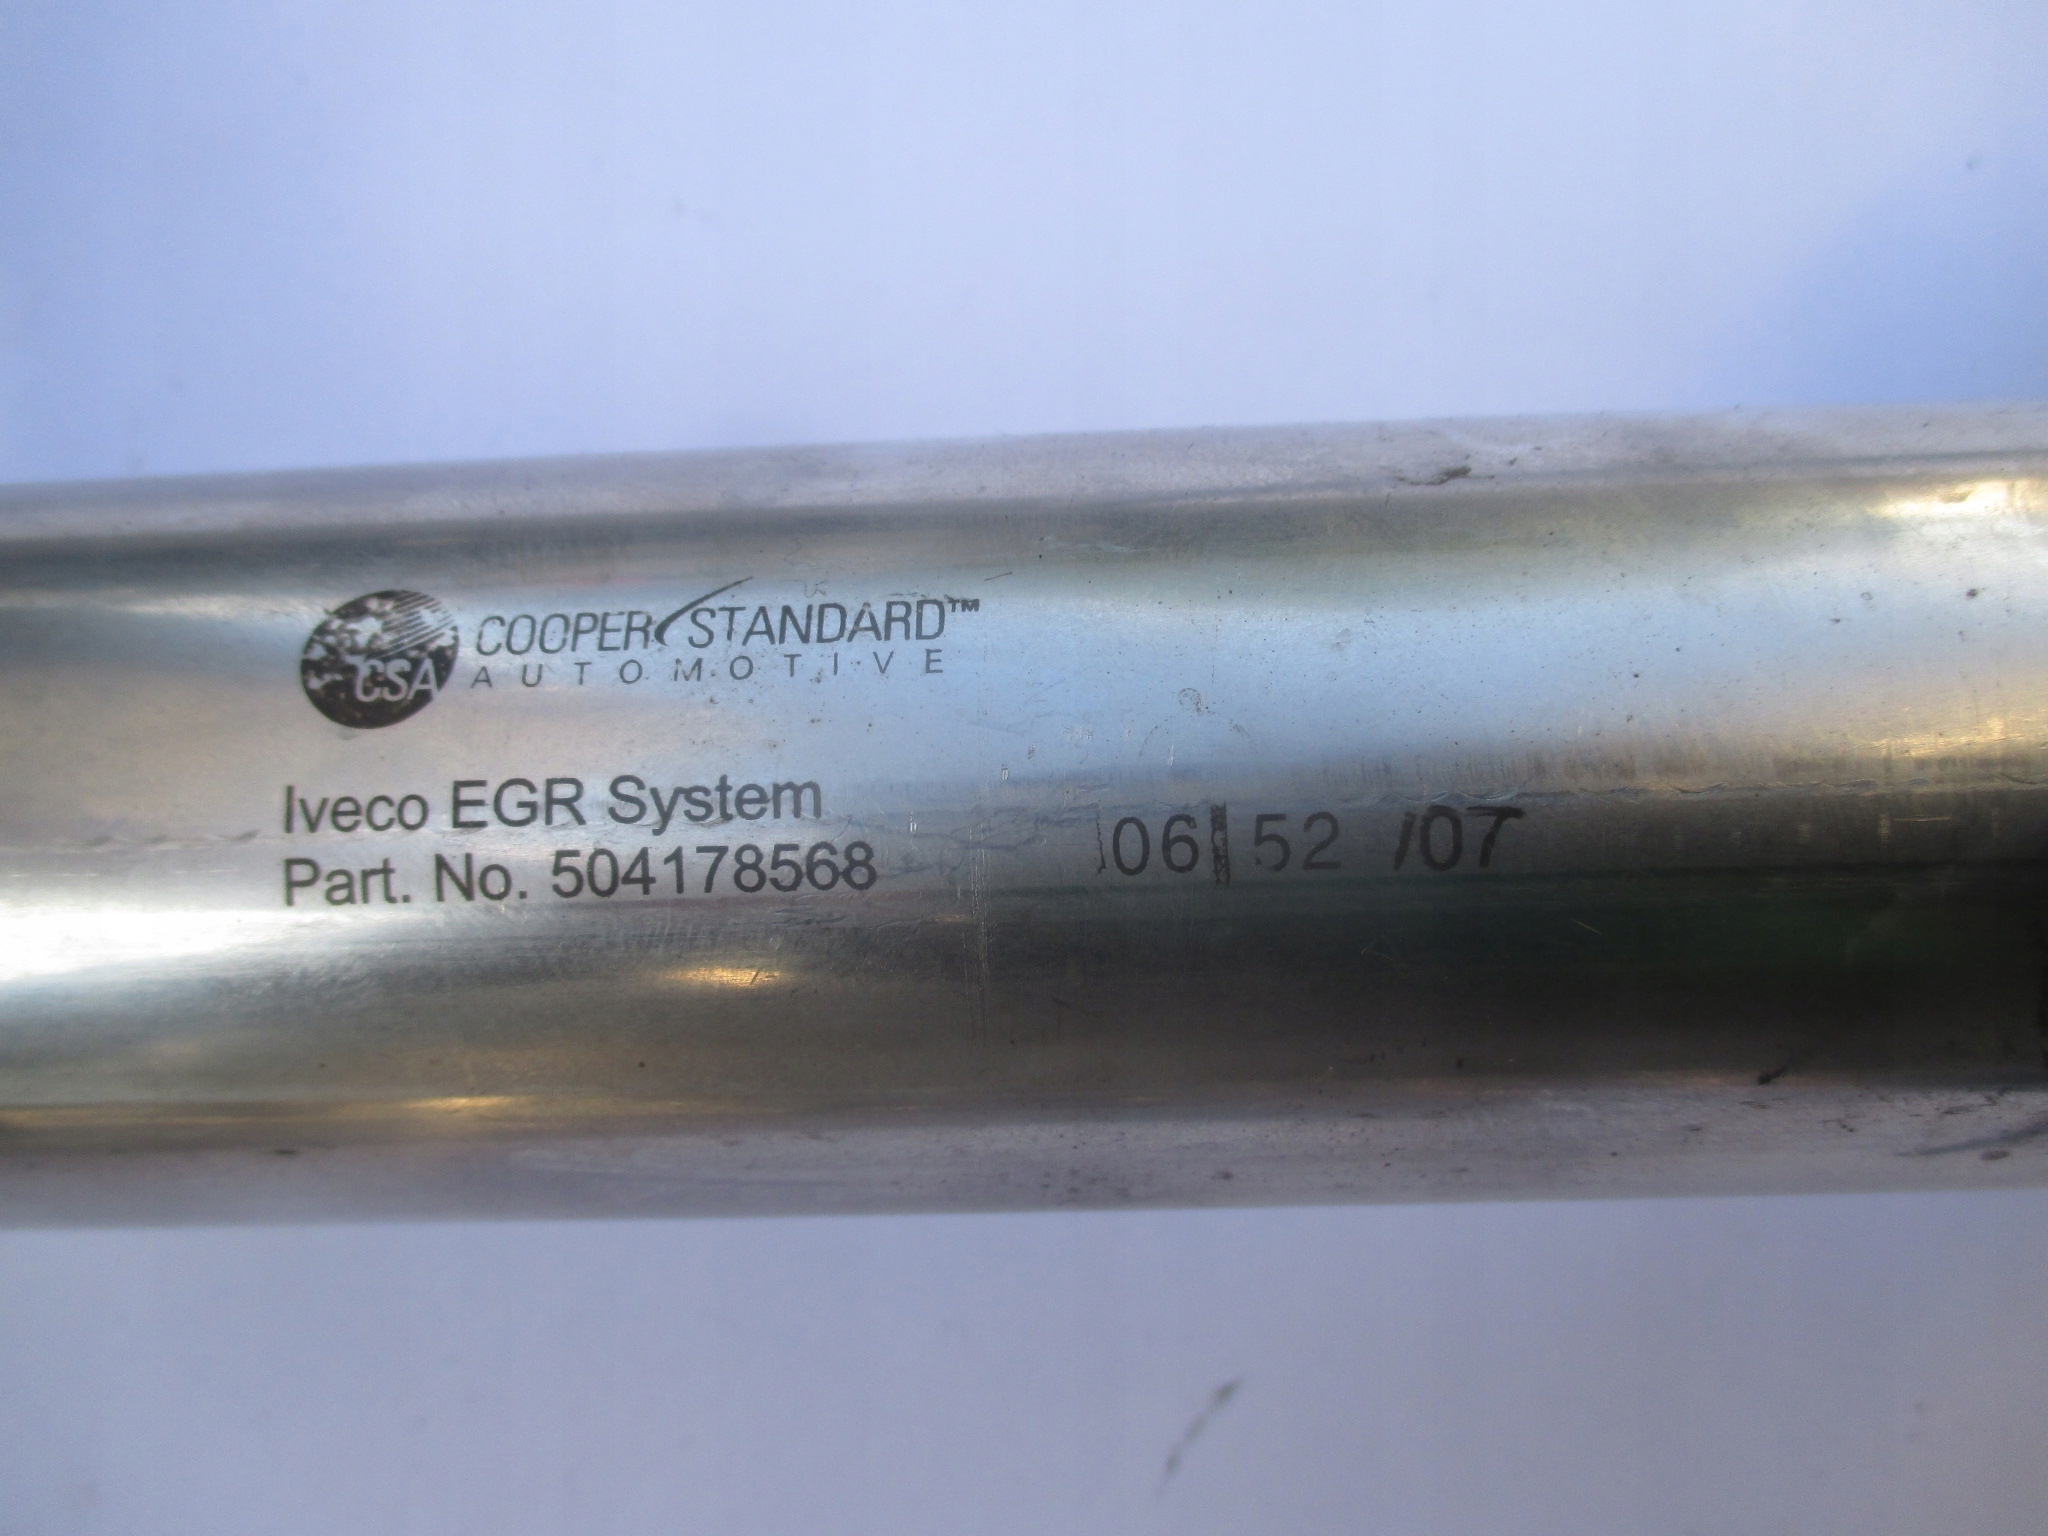 CSA
COOPER STANDARD™
AUTOMOTIVE
Iveco EGR System
Part. No. 504178568
06 52 /07